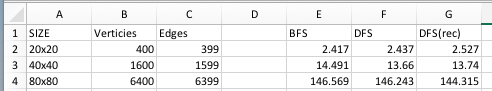 A B C D E F G
1 SIZE Verticies Edges BFS DFS DFS(rec)
2 20x20 400 399 2.417 2.437 2.527
3 40x40 1600 1599 14.491 13.66 13.74
4 80x80 6400 6399 146.569 146.243 144.315